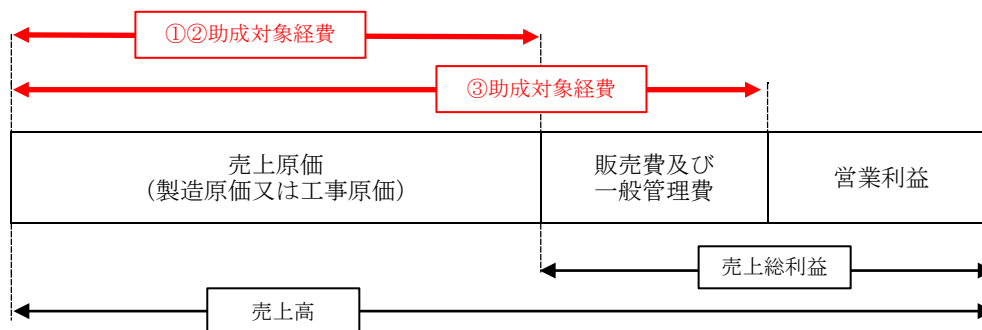 ①②助成対象経費
③助成対象経費
売上原価
（製造原価又は工事原価）
販売費及び
一般管理費
営業利益
売上総利益
売上高